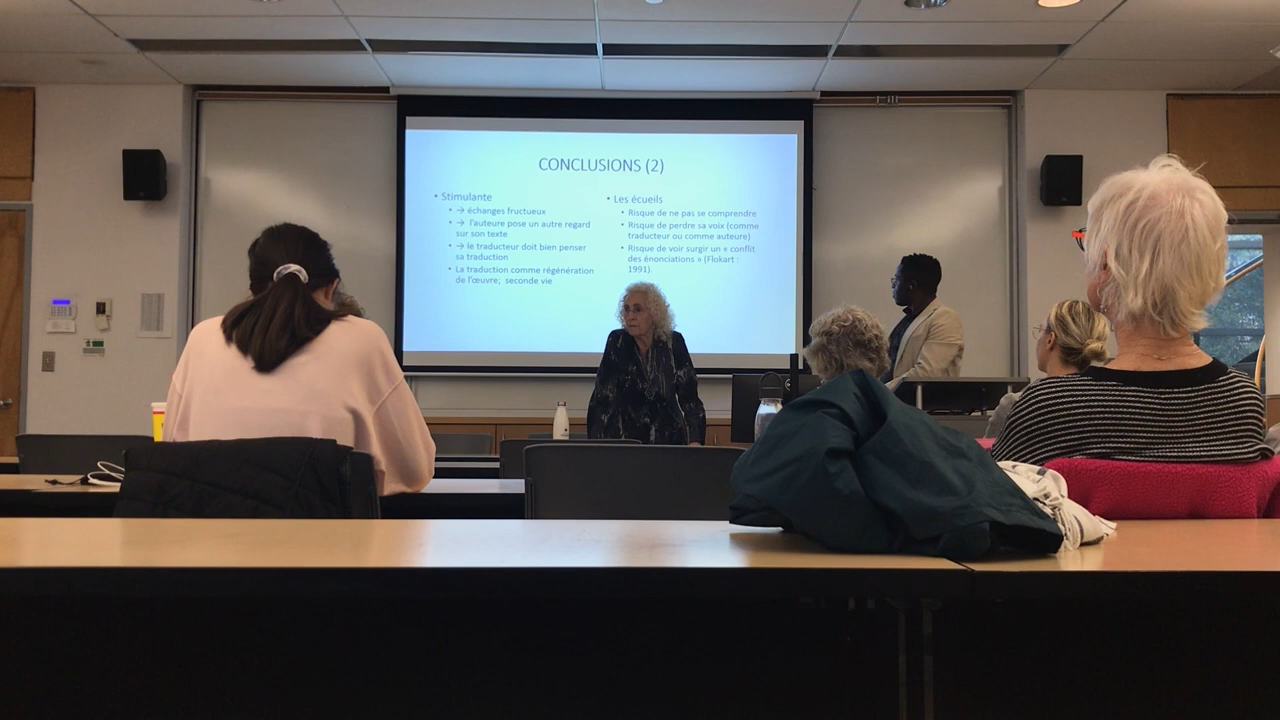 CONCLUSIONS (2)
• Stimulante
• → échanges fructueux
• → l'auteure pose un autre regard
sur son texte
• → le traducteur doit bien penser
sa traduction
• La traduction comme régénération
de l'œuvre; seconde vie
• Les écueils
• Risque de ne pas se comprendre
• Risque de perdre sa voix (comme
traducteur ou comme auteure)
• Risque de voir surgir un « conflit
des énonciations » (Flokart :
1991).